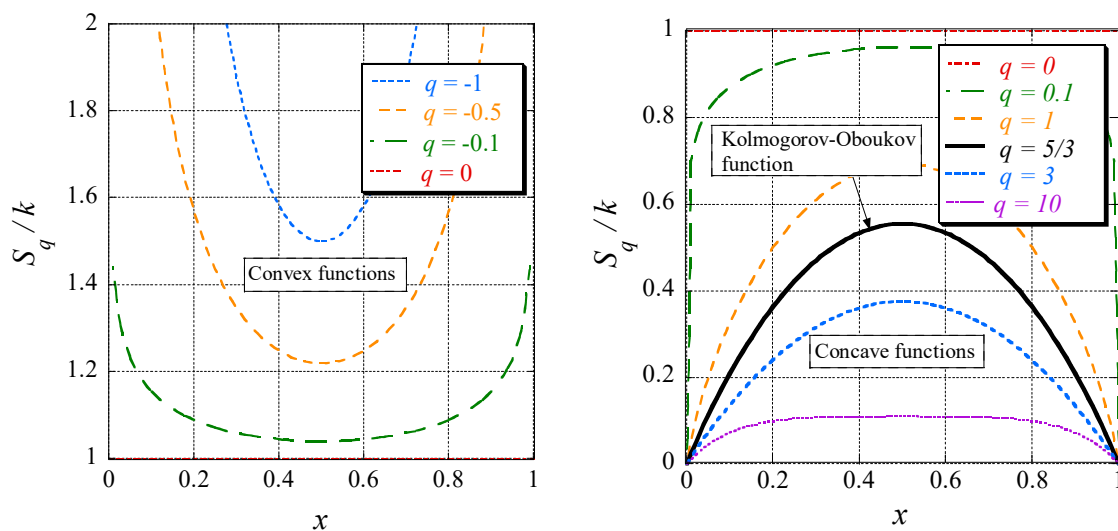 2
1.8
1.6
1.4
1.2
1
S_q / k
0
0.2
0.4
0.6
0.8
1
x
q = -1
q = -0.5
q = -0.1
q = 0
Convex functions
1
0.8
0.6
0.4
0.2
0
S_q / k
0
0.2
0.4
0.6
0.8
1
x
q = 0
q = 0.1
q = 1
q = 5/3
q = 3
q = 10
Kolmogorov-Oboukov
function
Concave functions